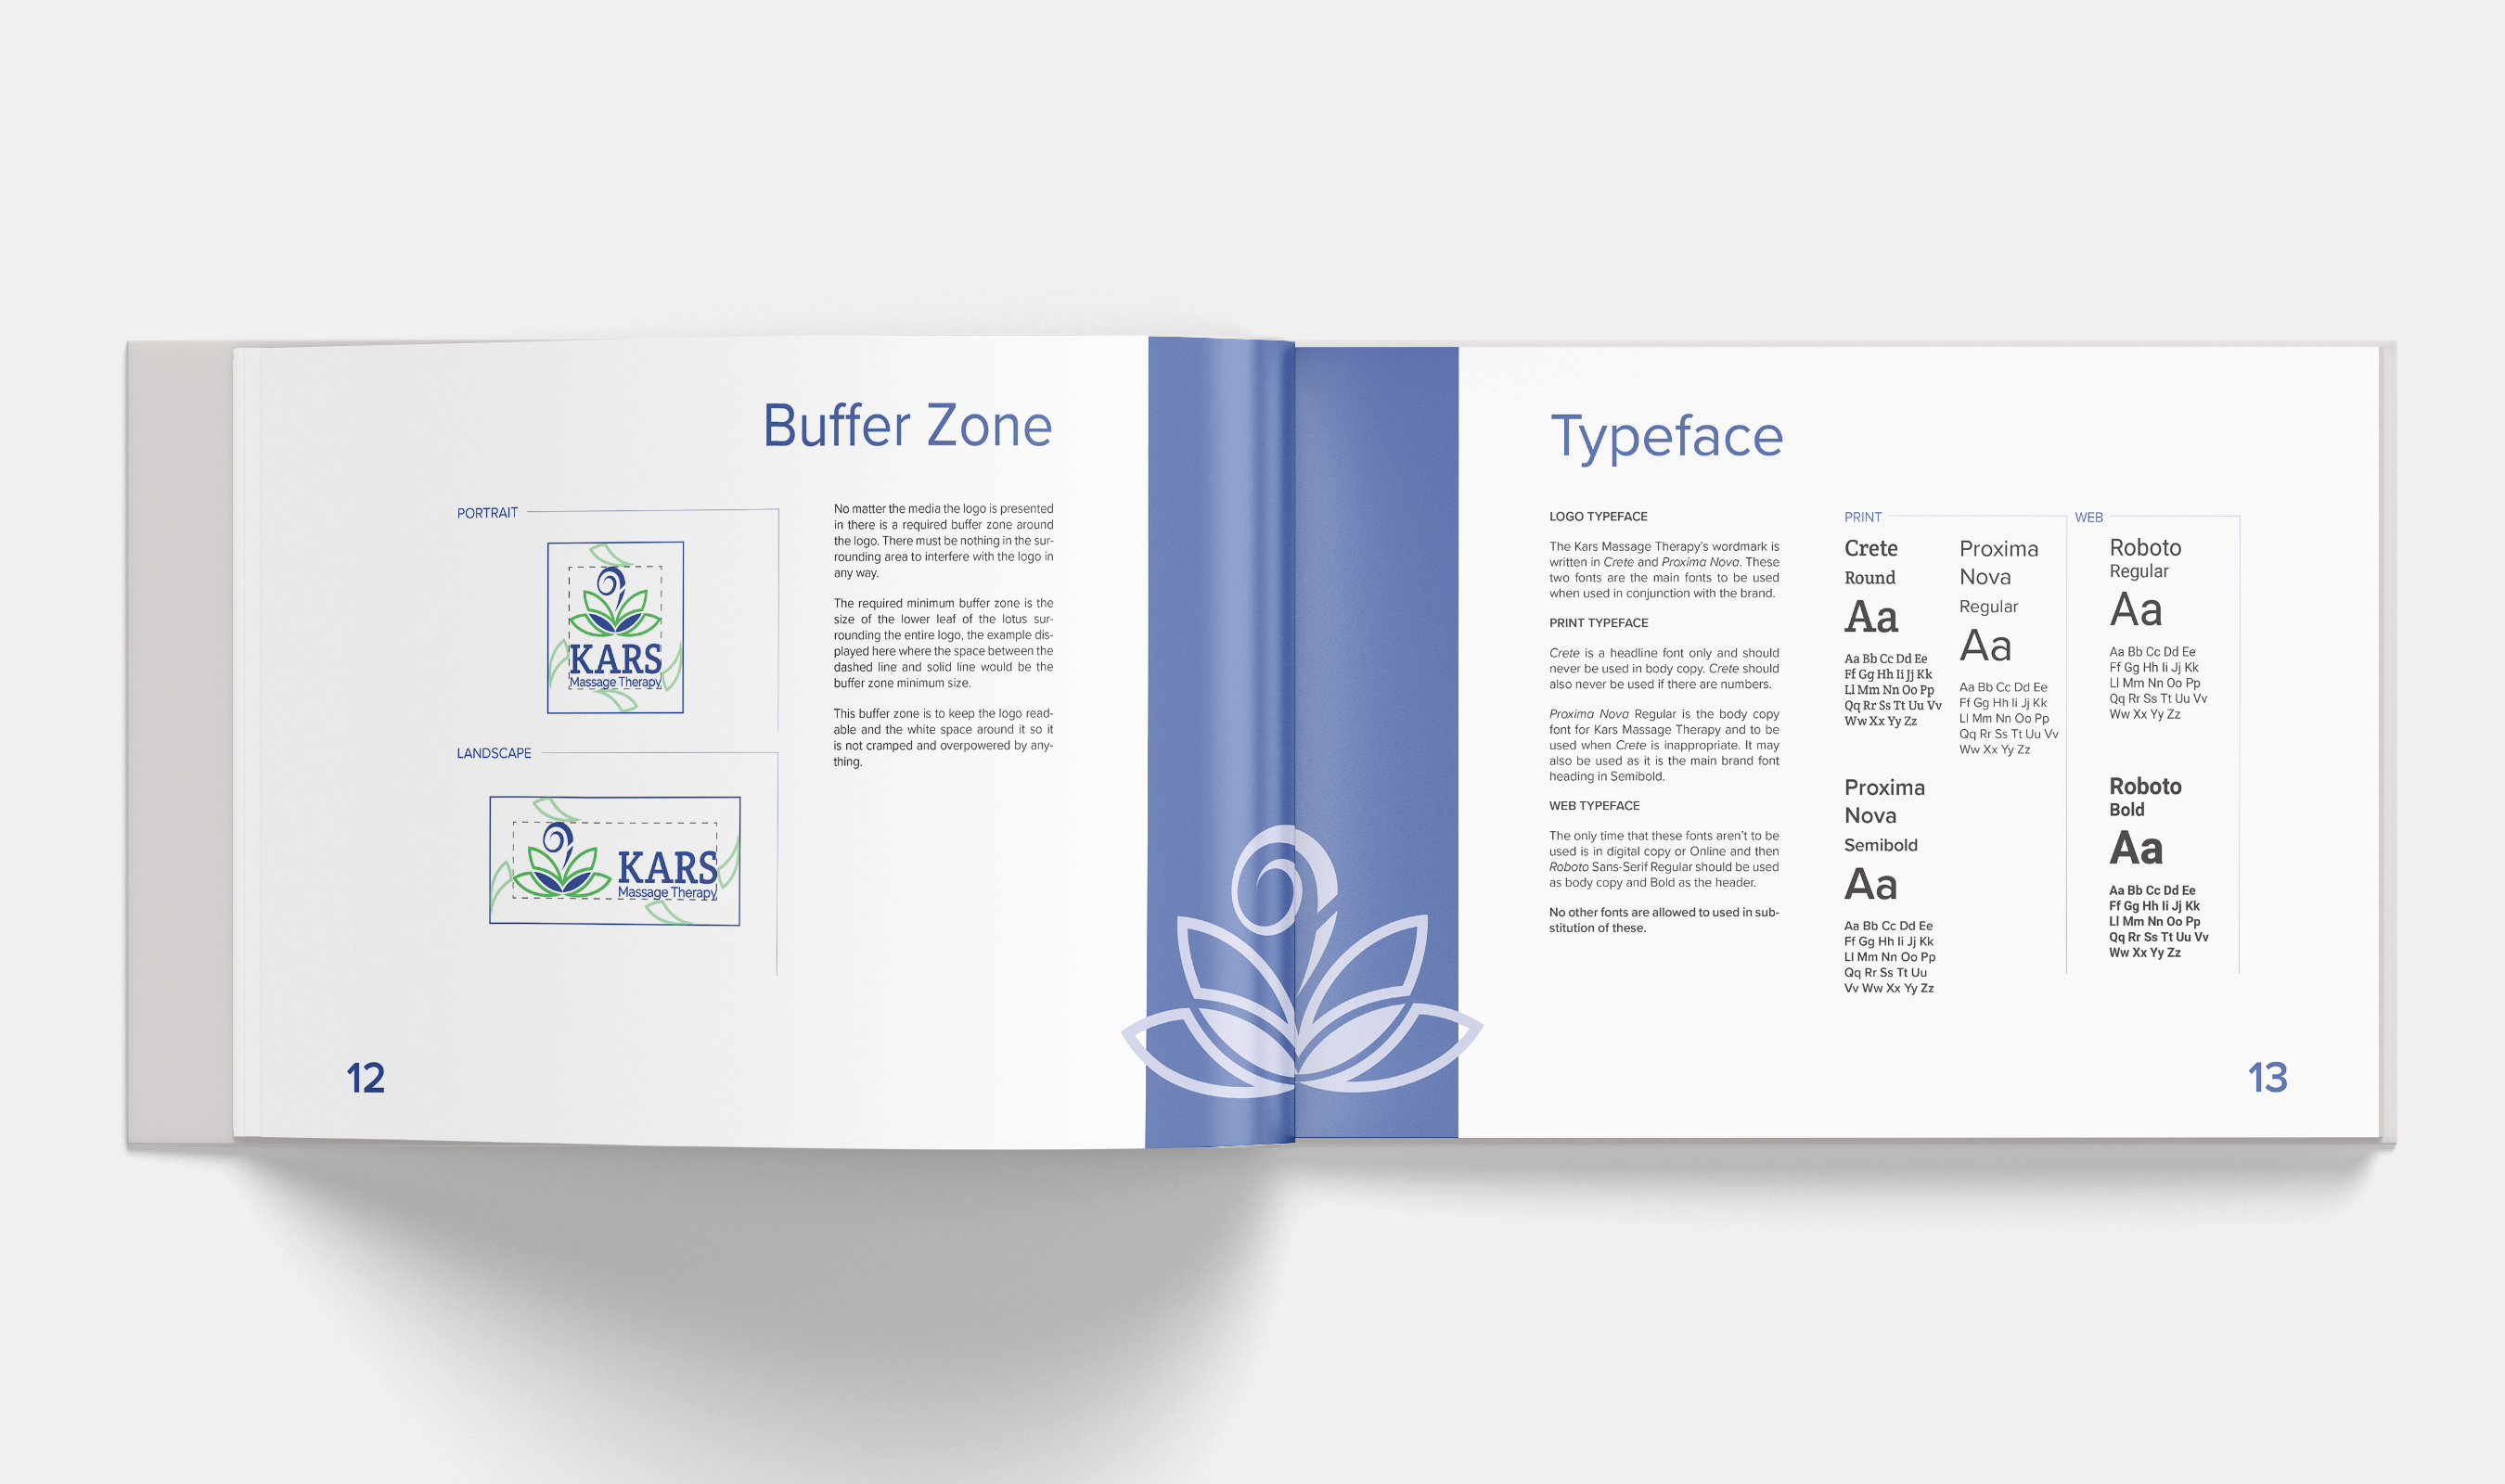 Buffer Zone
PORTRAIT
KARS
Massage Therapy
LANDSCAPE
KARS
Massage Therapy
No matter the media the logo is presented
in there is a required buffer zone around
the logo. There must be nothing in the sur-
rounding area to interfere with the logo in
any way.
The required minimum buffer zone is the
size of the lower leaf of the lotus sur-
rounding the entire logo, the example dis-
played here where the space between the
dashed line and solid line would be the
buffer zone minimum size.
This buffer zone is to keep the logo read-
able and the white space around it so it
is not cramped and overpowered by any-
thing.
12
Typeface
LOGO TYPEFACE
The Kars Massage Therapy's wordmark is
written in Crete and Proxima Nova. These
two fonts are the main fonts to be used
when used in conjunction with the brand.
PRINT TYPEFACE
Crete is a headline font only and should
never be used in body copy. Crete should
also never be used if there are numbers.
Proxima Nova Regular is the body copy
font for Kars Massage Therapy and to be
used when Crete is inappropriate. It may
also be used as it is the main brand font
heading in Semibold.
WEB TYPEFACE
The only time that these fonts aren't to be
used is in digital copy or Online and then
Roboto Sans-Serif Regular should be used
as body copy and Bold as the header.
No other fonts are allowed to used in sub-
stitution of these.
PRINT
Crete
Round
Aa
Aa Bb Cc Dd Ee
Ff Gg Hh Ii Jj Kk
Ll Mm Nn Oo Pp
Qq Rr Ss Tt Uu Vv
Ww Xx Yy Zz
Proxima
Nova
Regular
Aa
Aa Bb Cc Dd Ee
Ff Gg Hh Ii Jj Kk
Ll Mm Nn Oo Pp
Qq Rr Ss Tt Uu Vv
Ww Xx Yy Zz
Proxima
Nova
Semibold
Aa
Aa Bb Cc Dd Ee
Ff Gg Hh Ii Jj Kk
Ll Mm Nn Oo Pp
Qq Rr Ss Tt Uu
Vv Ww Xx Yy Zz
WEB
Roboto
Regular
Aa
Aa Bb Cc Dd Ee
Ff Gg Hh Ii Jj Kk
Ll Mm Nn Oo Pp
Qq Rr Ss Tt Uu Vv
Ww Xx Yy Zz
Roboto
Bold
Aa
Aa Bb Cc Dd Ee
Ff Gg Hh Ii Jj Kk
Ll Mm Nn Oo Pp
Qq Rr Ss Tt Uu Vv
Ww Xx Yy Zz
13